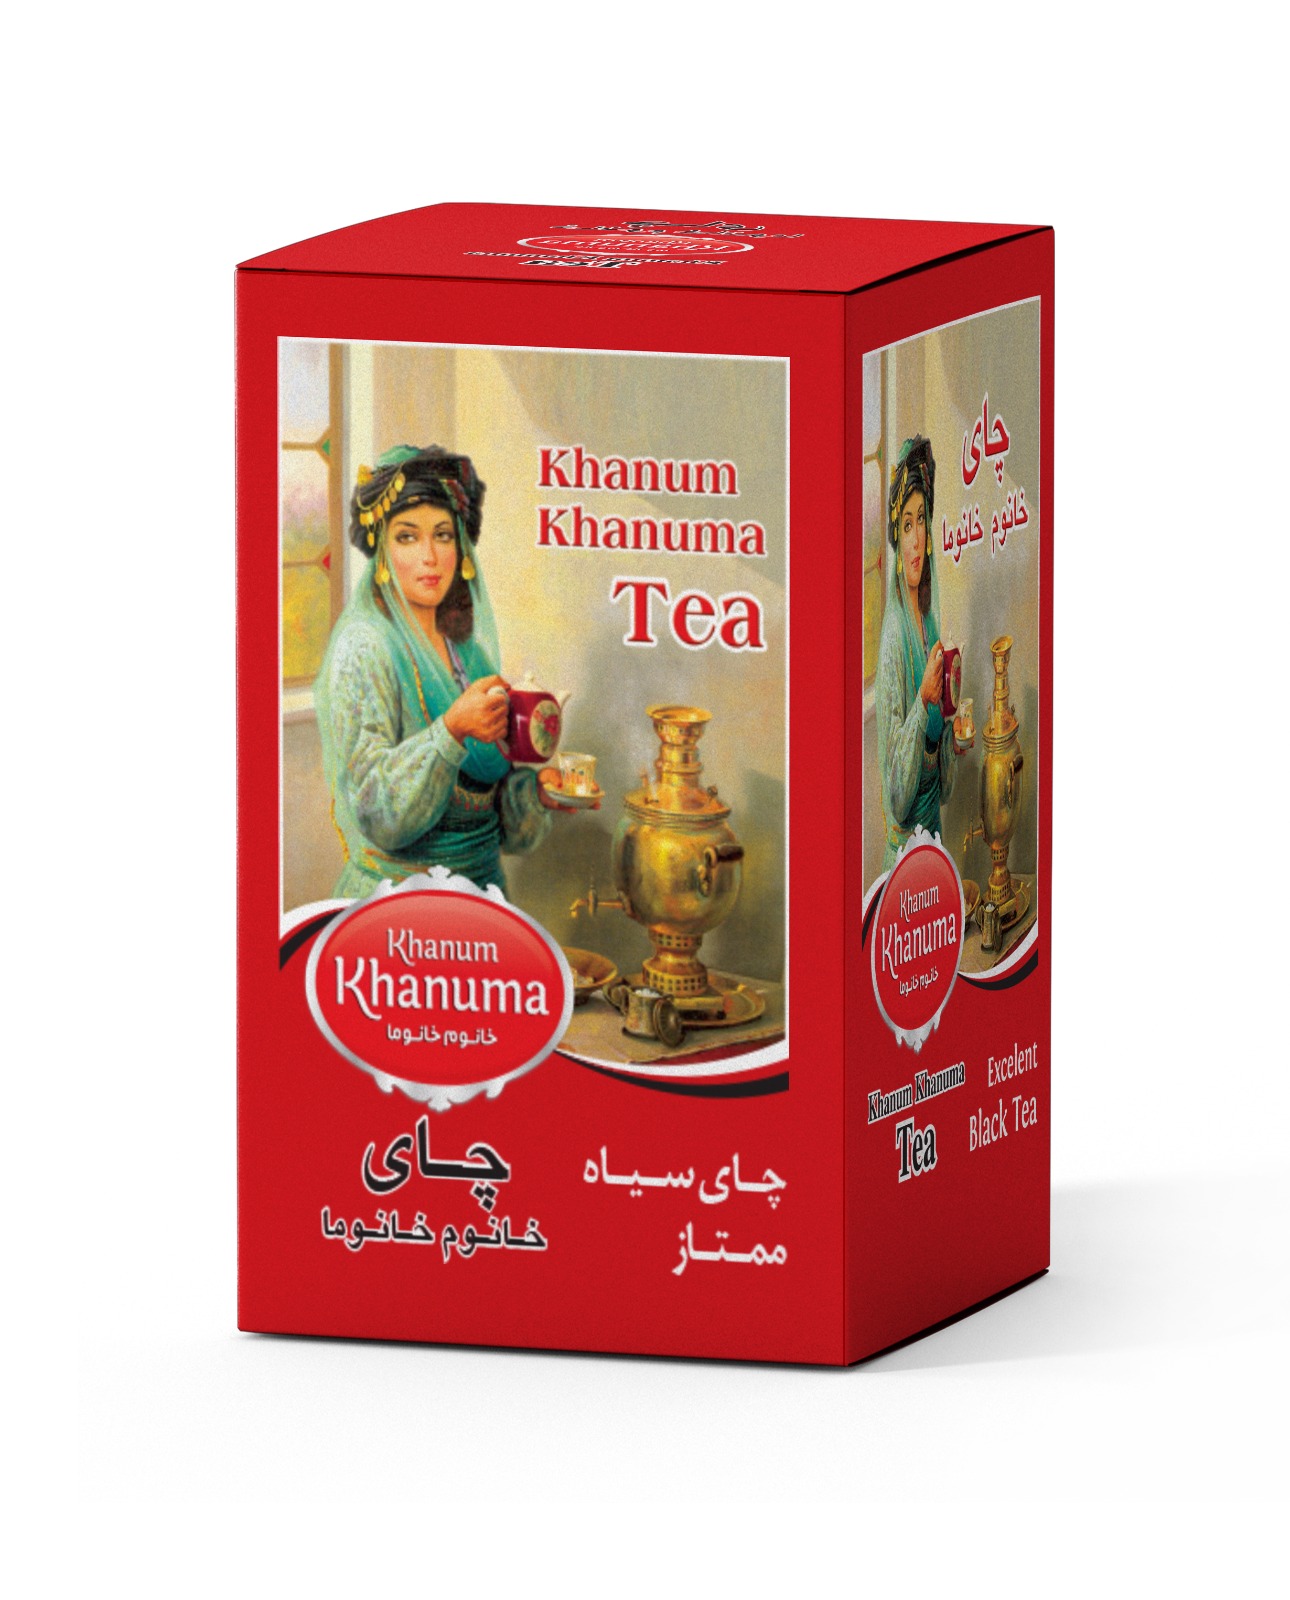 Khanum
Khanuma
Tea
Khanum
Khanuma
خانوم خانوما
چای
خانوم خانوما
چای سیاه
ممتاز
چای
خانوم خانوما
Khanum
Khanuma
خانوم خانوما
Khanum Khanuma
Tea
Excelent
Black Tea